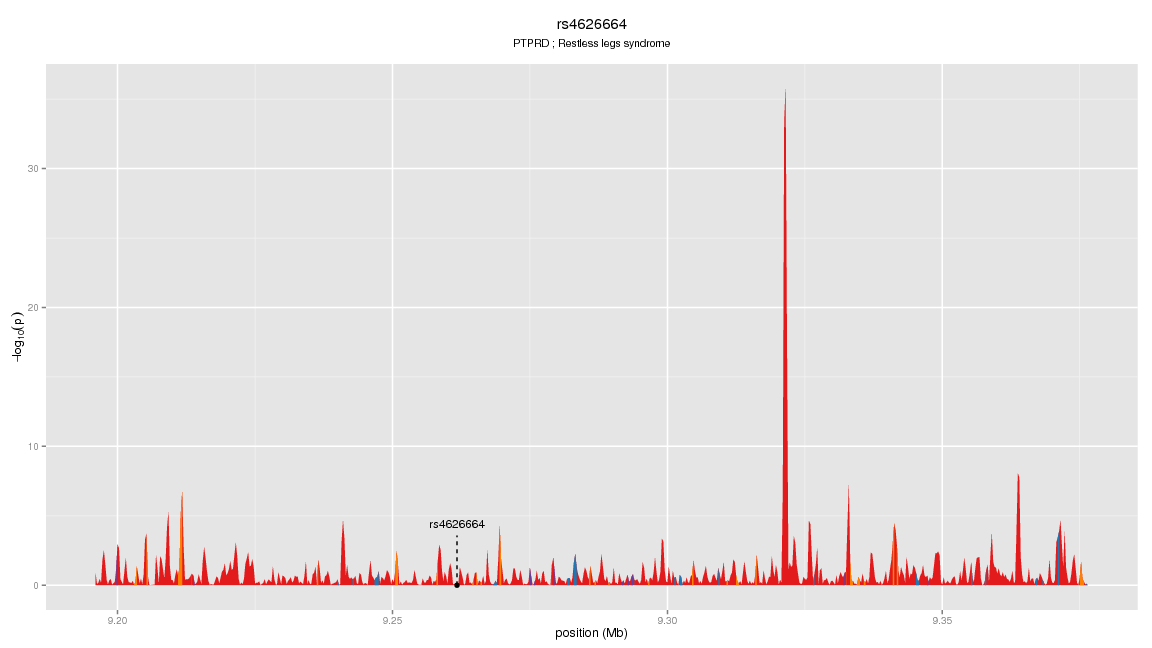 rs4626664
PTPRD ; Restless legs syndrome
30
20
10
0
−log10(p)
rs4626664
9.20 9.25 9.30 9.35
position (Mb)